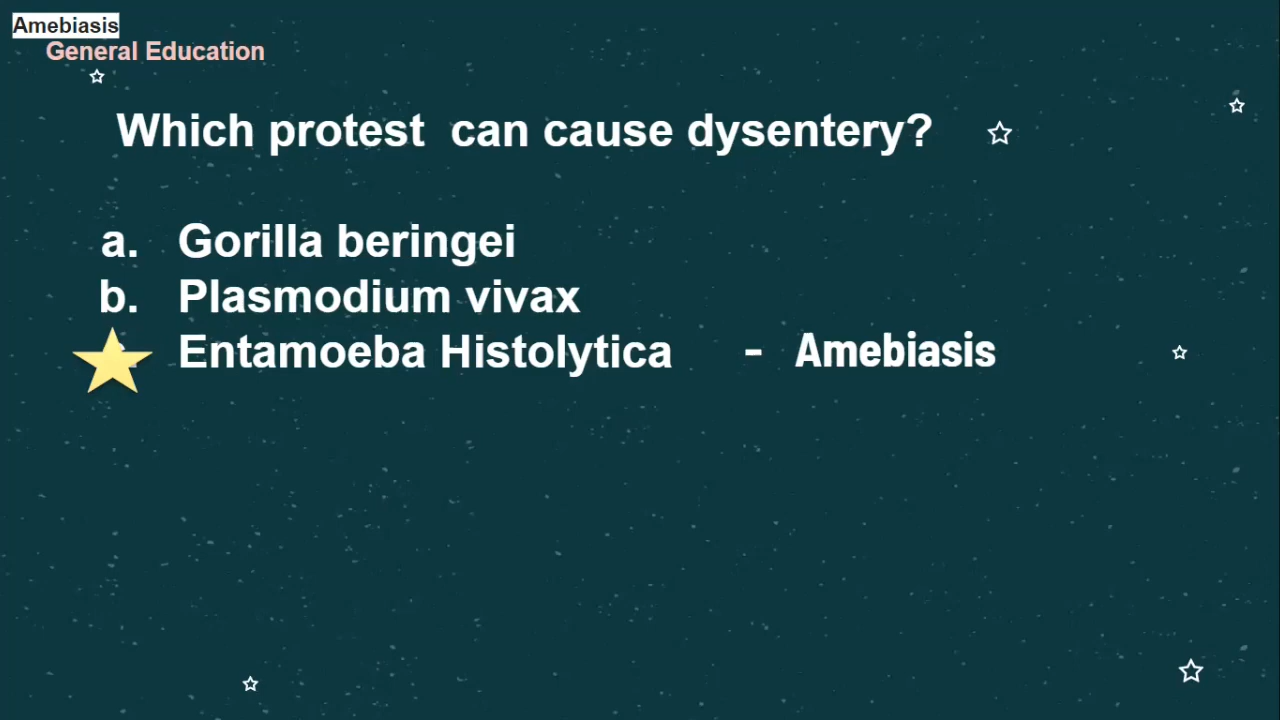 Amebiasis
General Education
Which protest can cause dysentery?
a. Gorilla beringei
b. Plasmodium vivax
Entamoeba Histolytica - Amebiasis